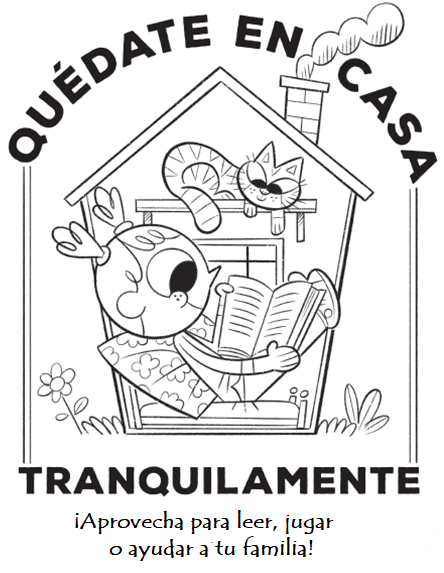 QUÉDATE EN CASA
TRANQUILAMENTE
¡Aprovecha para leer, jugar
o ayudar a tu familia!